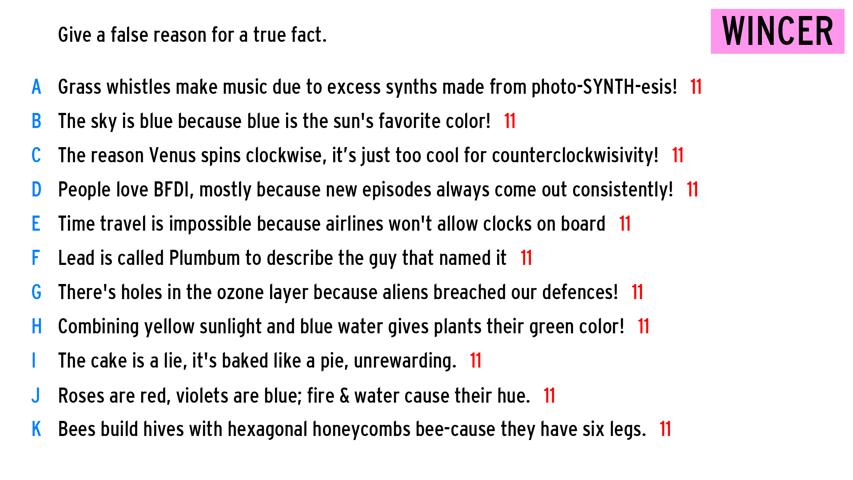 Give a false reason for a true fact.
WINCER
A Grass whistles make music due to excess synths made from photo-SYNTH-esis! 11
B The sky is blue because blue is the sun's favorite color! 11
C The reason Venus spins clockwise, it’s just too cool for counterclockwisivity! 11
D People love BFDI, mostly because new episodes always come out consistently! 11
E Time travel is impossible because airlines won't allow clocks on board 11
F Lead is called Plumbum to describe the guy that named it 11
G There's holes in the ozone layer because aliens breached our defences! 11
H Combining yellow sunlight and blue water gives plants their green color! 11
I The cake is a lie, it's baked like a pie, unrewarding. 11
J Roses are red, violets are blue; fire & water cause their hue. 11
K Bees build hives with hexagonal honeycombs bee-cause they have six legs. 11